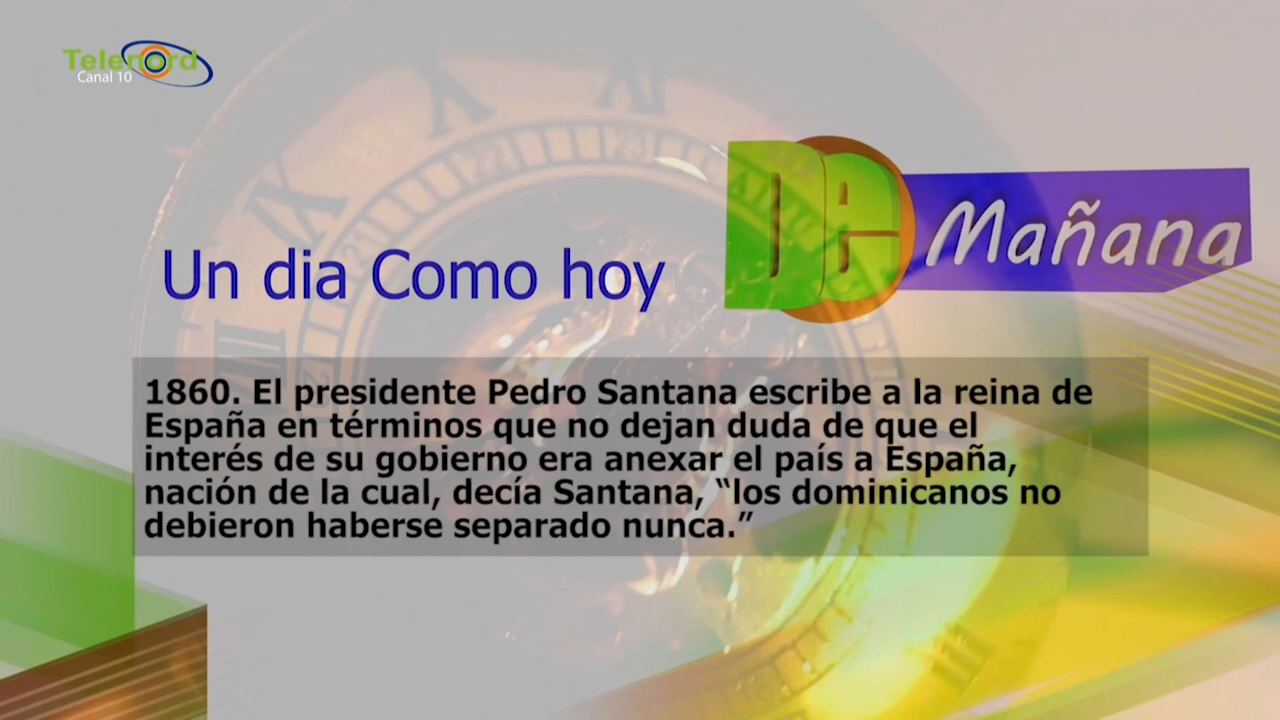 Telenord
Canal 10
De Mañana
Un dia Como hoy
1860. El presidente Pedro Santana escribe a la reina de
España en términos que no dejan duda de que el
interés de su gobierno era anexar el país a España,
nación de la cual, decía Santana, “los dominicanos no
debieron haberse separado nunca.”